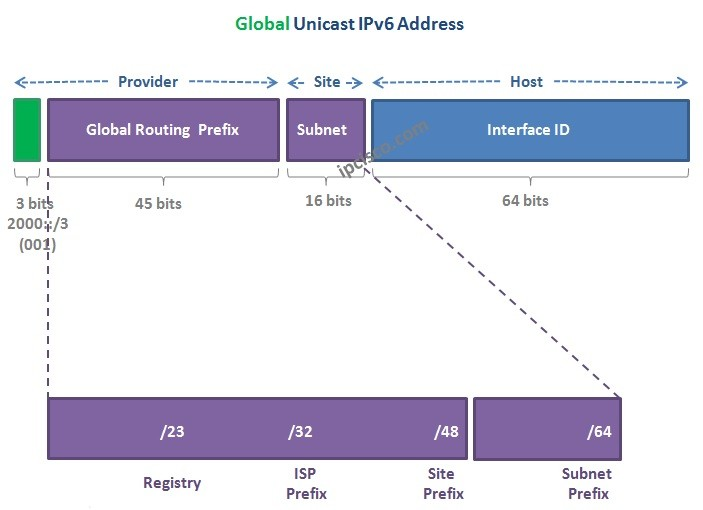 Global Unicast IPv6 Address
Provider
Site
Host
Global Routing Prefix
Subnet
Interface ID
ipcisco.com
3 bits
2000::/3
(001)
45 bits
16 bits
64 bits
/23
/32
/48
/64
Registry
ISP
Prefix
Site
Prefix
Subnet
Prefix